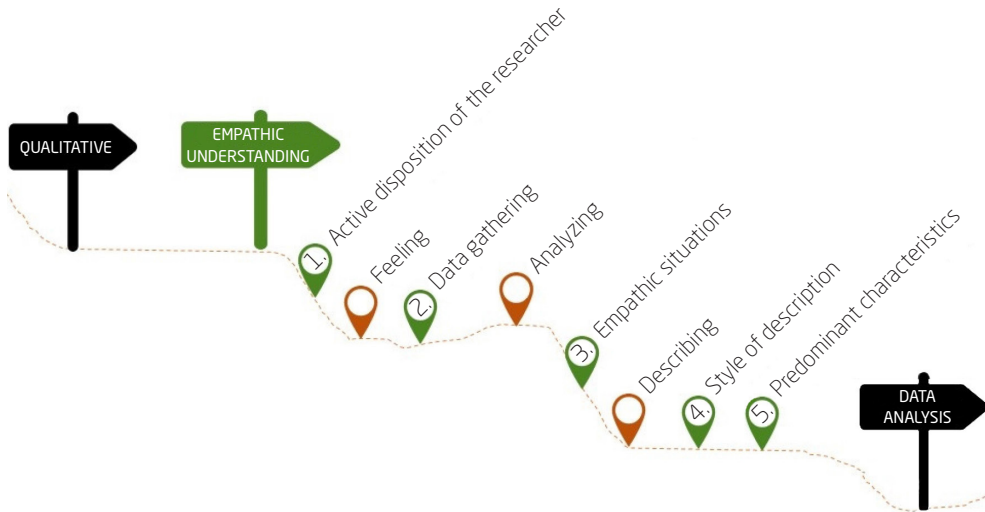 QUALITATIVE
EMPATHIC
UNDERSTANDING
1. Active disposition of the researcher
Feeling
2. Data gathering
Analyzing
3. Empathic situations
Describing
4. Style of description
5. Predominant characteristics
DATA
ANALYSIS